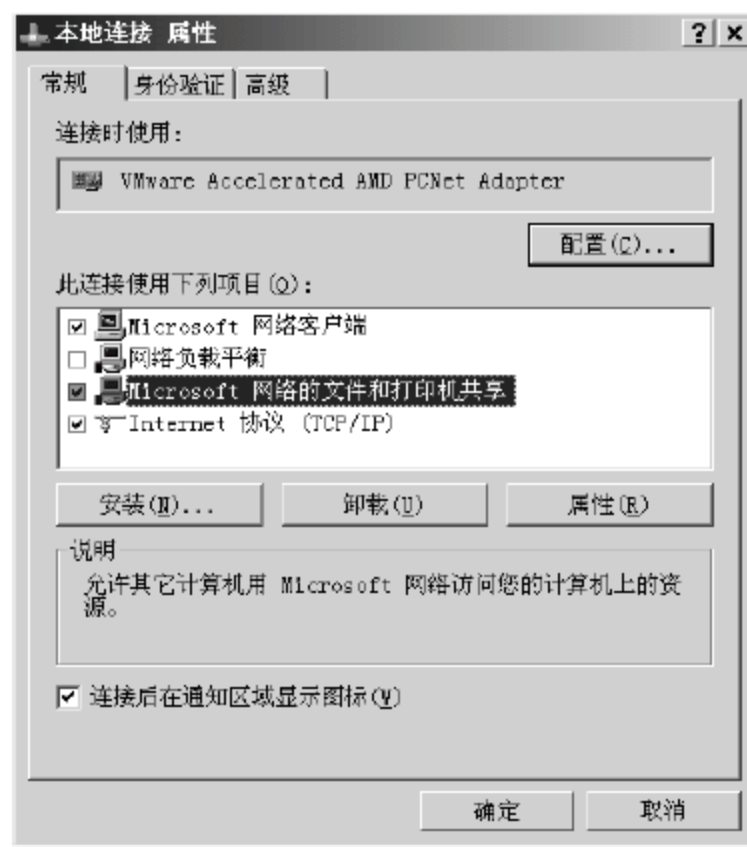 本地连接 属性
常规 身份验证 高级
连接时使用:
VMware Accelerated AMD PCNet Adapter
配置(C)...
此连接使用下列项目(O):
Microsoft 网络客户端
网络负载平衡
Microsoft 网络的文件和打印机共享
Internet 协议 (TCP/IP)
安装(N)... 卸载(U) 属性(R)
说明
允许其它计算机用 Microsoft 网络访问您的计算机上的资
源。
连接后在通知区域显示图标(W)
确定 取消